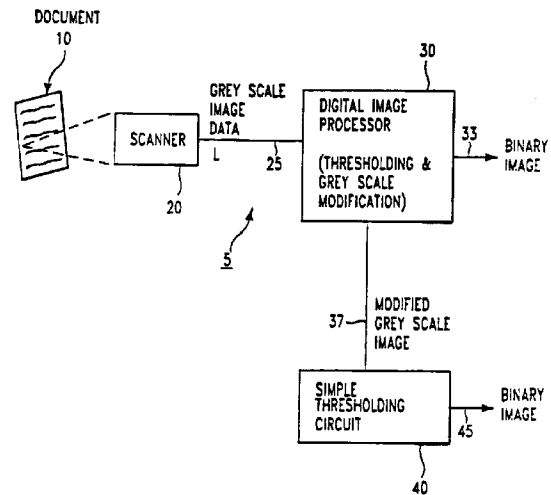 DOCUMENT
10
GREY SCALE
IMAGE
DATA
SCANNER
L
25
20
5
30
DIGITAL IMAGE
PROCESSOR
(THRESHOLDING &
GREY SCALE
MODIFICATION)
33
BINARY
IMAGE
37
MODIFIED
GREY SCALE
IMAGE
SIMPLE
THRESHOLDING
CIRCUIT
40
45
BINARY
IMAGE